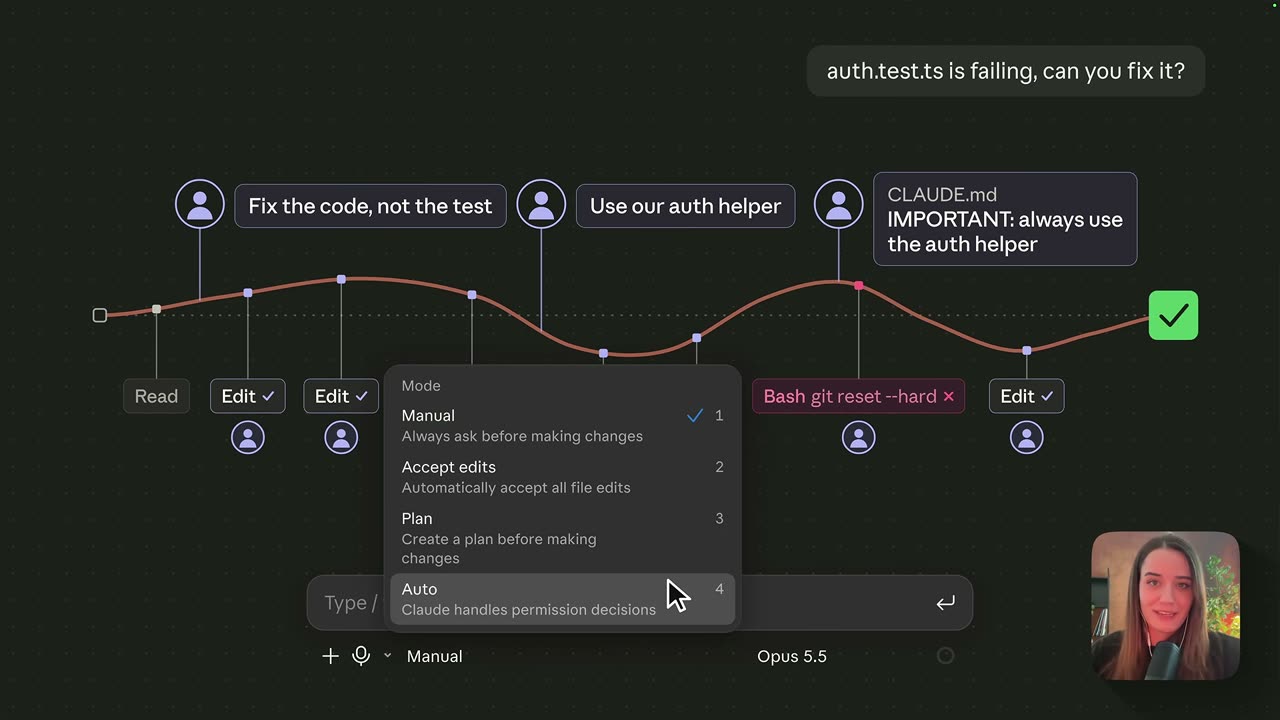 auth.test.ts is failing, can you fix it?
Fix the code, not the test
Use our auth helper
CLAUDE.md
IMPORTANT: always use
the auth helper
Read
Edit
Edit
Bash git reset --hard
Edit
Mode
Manual
1
Always ask before making changes
Accept edits
2
Automatically accept all file edits
Plan
3
Create a plan before making
changes
Auto
4
Claude handles permission decisions
Type /
Manual
Opus 5.5